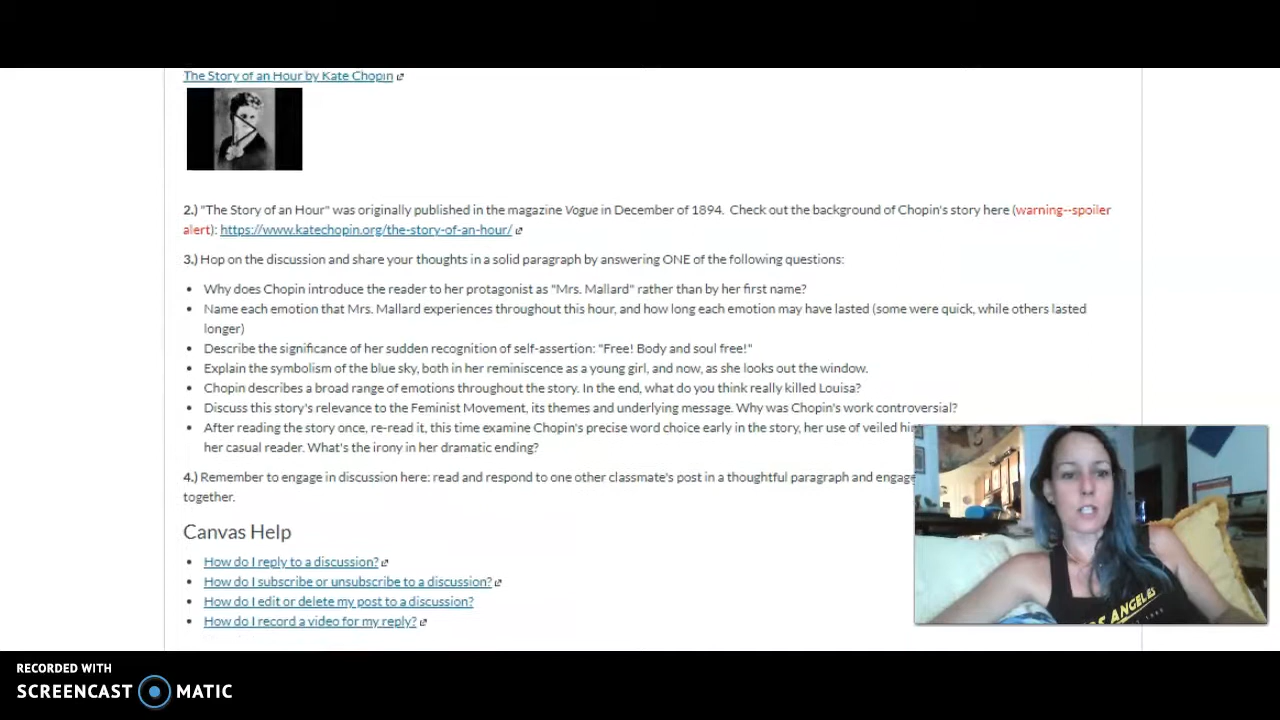 The Story of an Hour by Kate Chopin
2.) "The Story of an Hour" was originally published in the magazine Vogue in December of 1894. Check out the background of Chopin's story here (warning--spoiler
alert): https://www.katechopin.org/the-story-of-an-hour/
3.) Hop on the discussion and share your thoughts in a solid paragraph by answering ONE of the following questions:
• Why does Chopin introduce the reader to her protagonist as "Mrs. Mallard" rather than by her first name?
• Name each emotion that Mrs. Mallard experiences throughout this hour, and how long each emotion may have lasted (some were quick, while others lasted
longer)
• Describe the significance of her sudden recognition of self-assertion: "Free! Body and soul free!"
• Explain the symbolism of the blue sky, both in her reminiscence as a young girl, and now, as she looks out the window.
• Chopin describes a broad range of emotions throughout the story. In the end, what do you think really killed Louisa?
• Discuss this story's relevance to the Feminist Movement, its themes and underlying message. Why was Chopin's work controversial?
• After reading the story once, re-read it, this time examine Chopin's precise word choice early in the story, her use of veiled
her casual reader. What's the irony in her dramatic ending?
4.) Remember to engage in discussion here: read and respond to one other classmate's post in a thoughtful paragraph and engage
together.
Canvas Help
• How do I reply to a discussion?
• How do I subscribe or unsubscribe to a discussion?
• How do I edit or delete my post to a discussion?
• How do I record a video for my reply?
ANGELES
RECORDED WITH
SCREENCAST MATIC